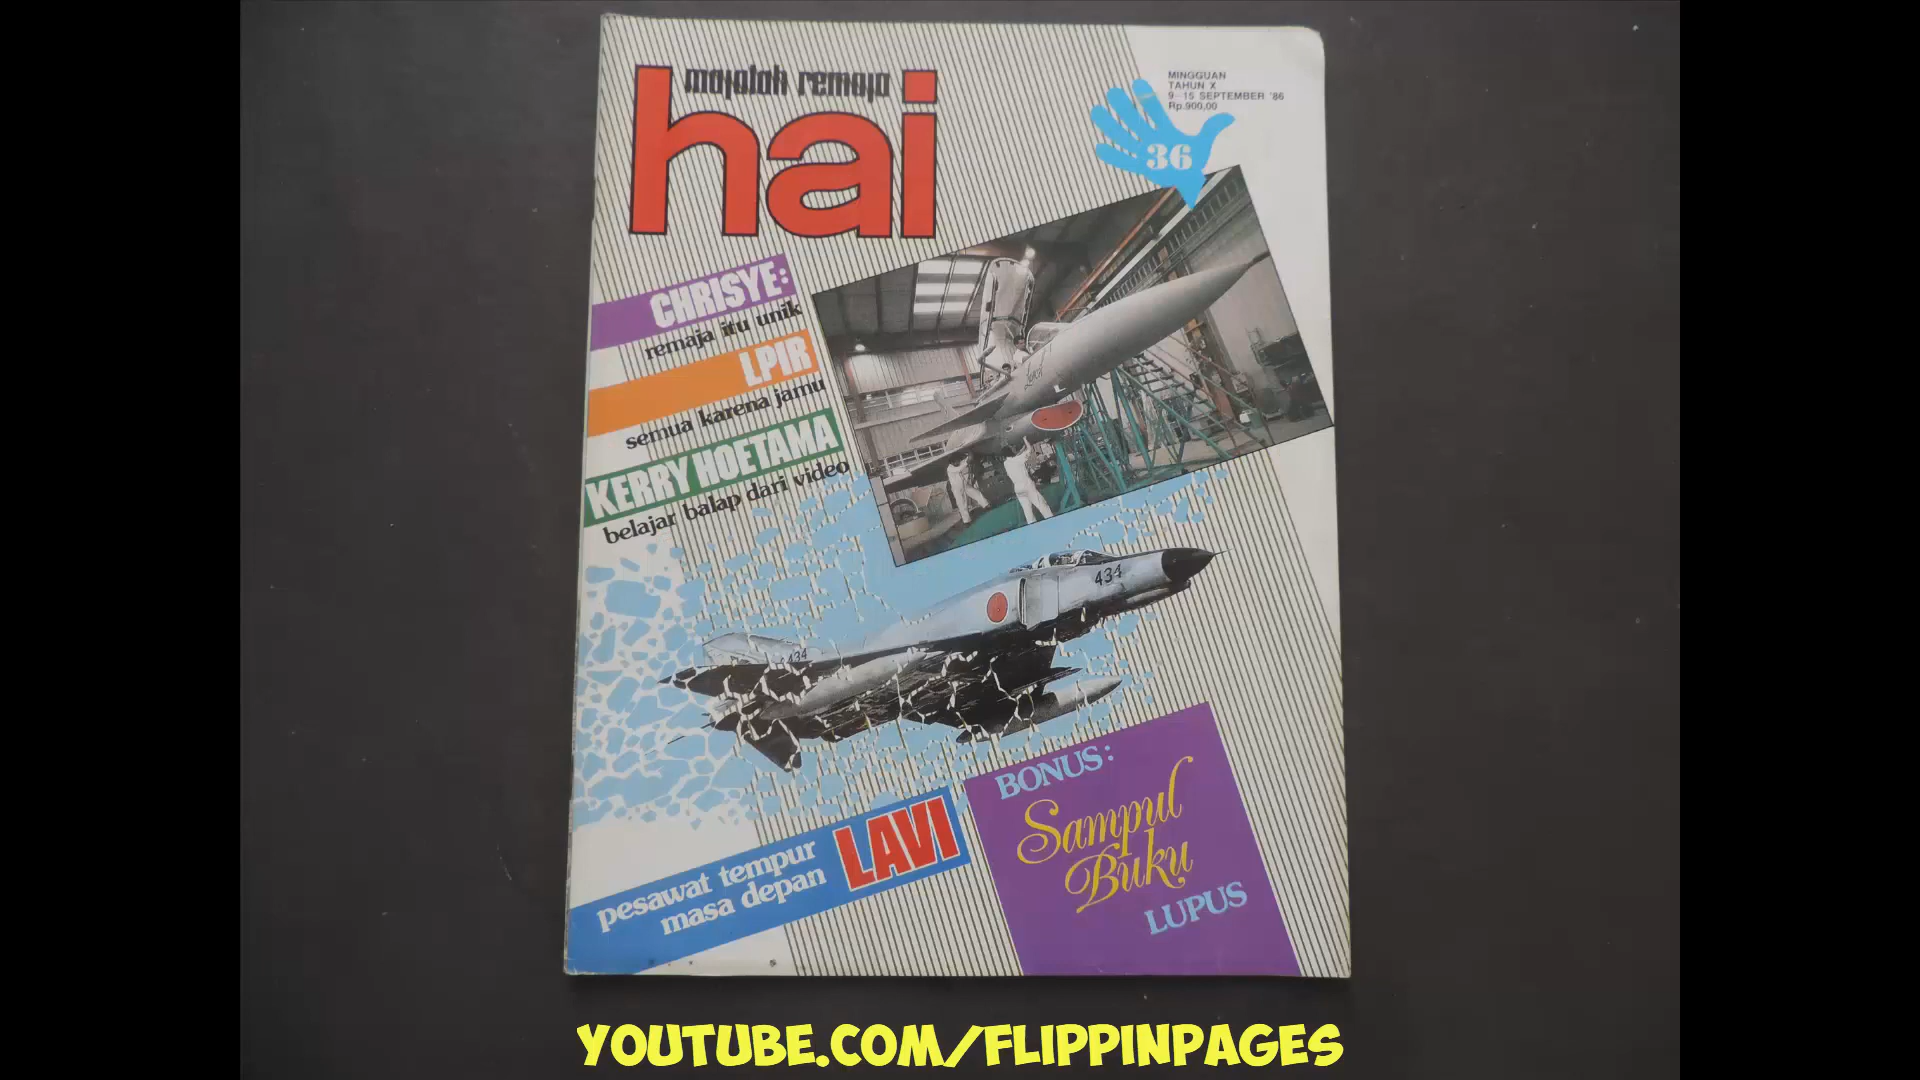 majalah remaja
hai
MINGGUAN
TAHUN X
9-15 SEPTEMBER '86
Rp.900,00
36
CHRISYE:
remaja itu unik
LPIR
semua karena jamu
KERRY HOETAMA
belajar balap dari video
434
434
pesawat tempur
masa depan
LAVI
BONUS:
Sampul
Buku
LUPUS
YOUTUBE.COM/FLIPPINPAGES